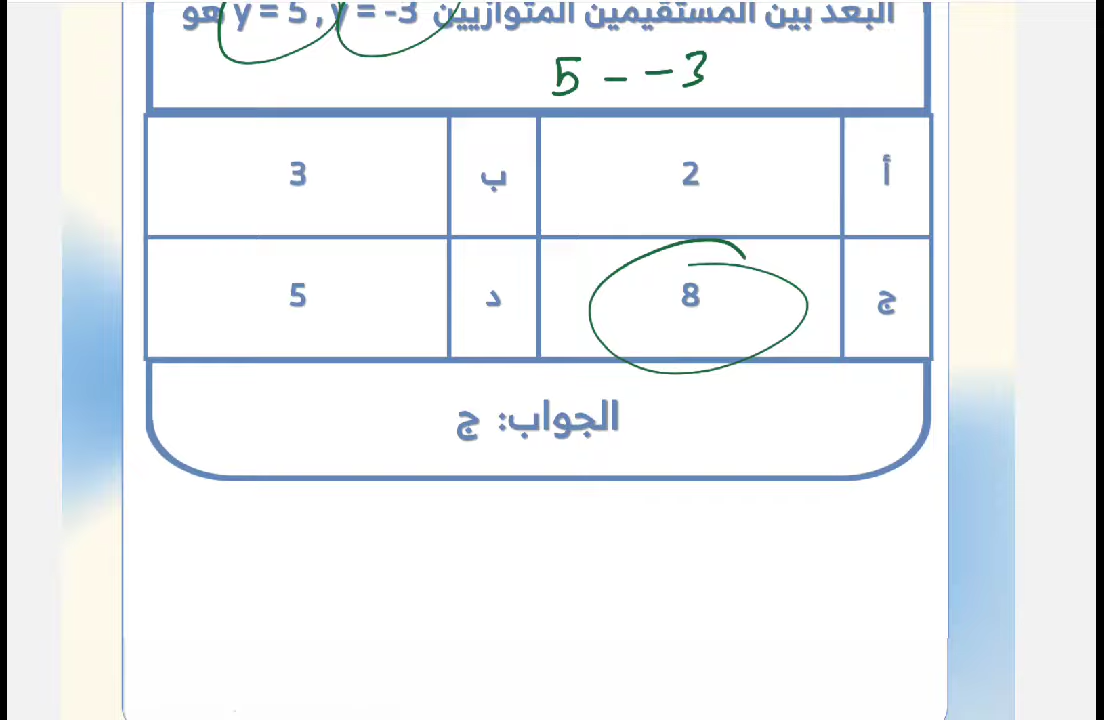 البعد بين المستقيمين المتوازيين y = 5 , y = -3 هو
5 - -3
أ 2 ب 3
ج 8 د 5
الجواب: ج